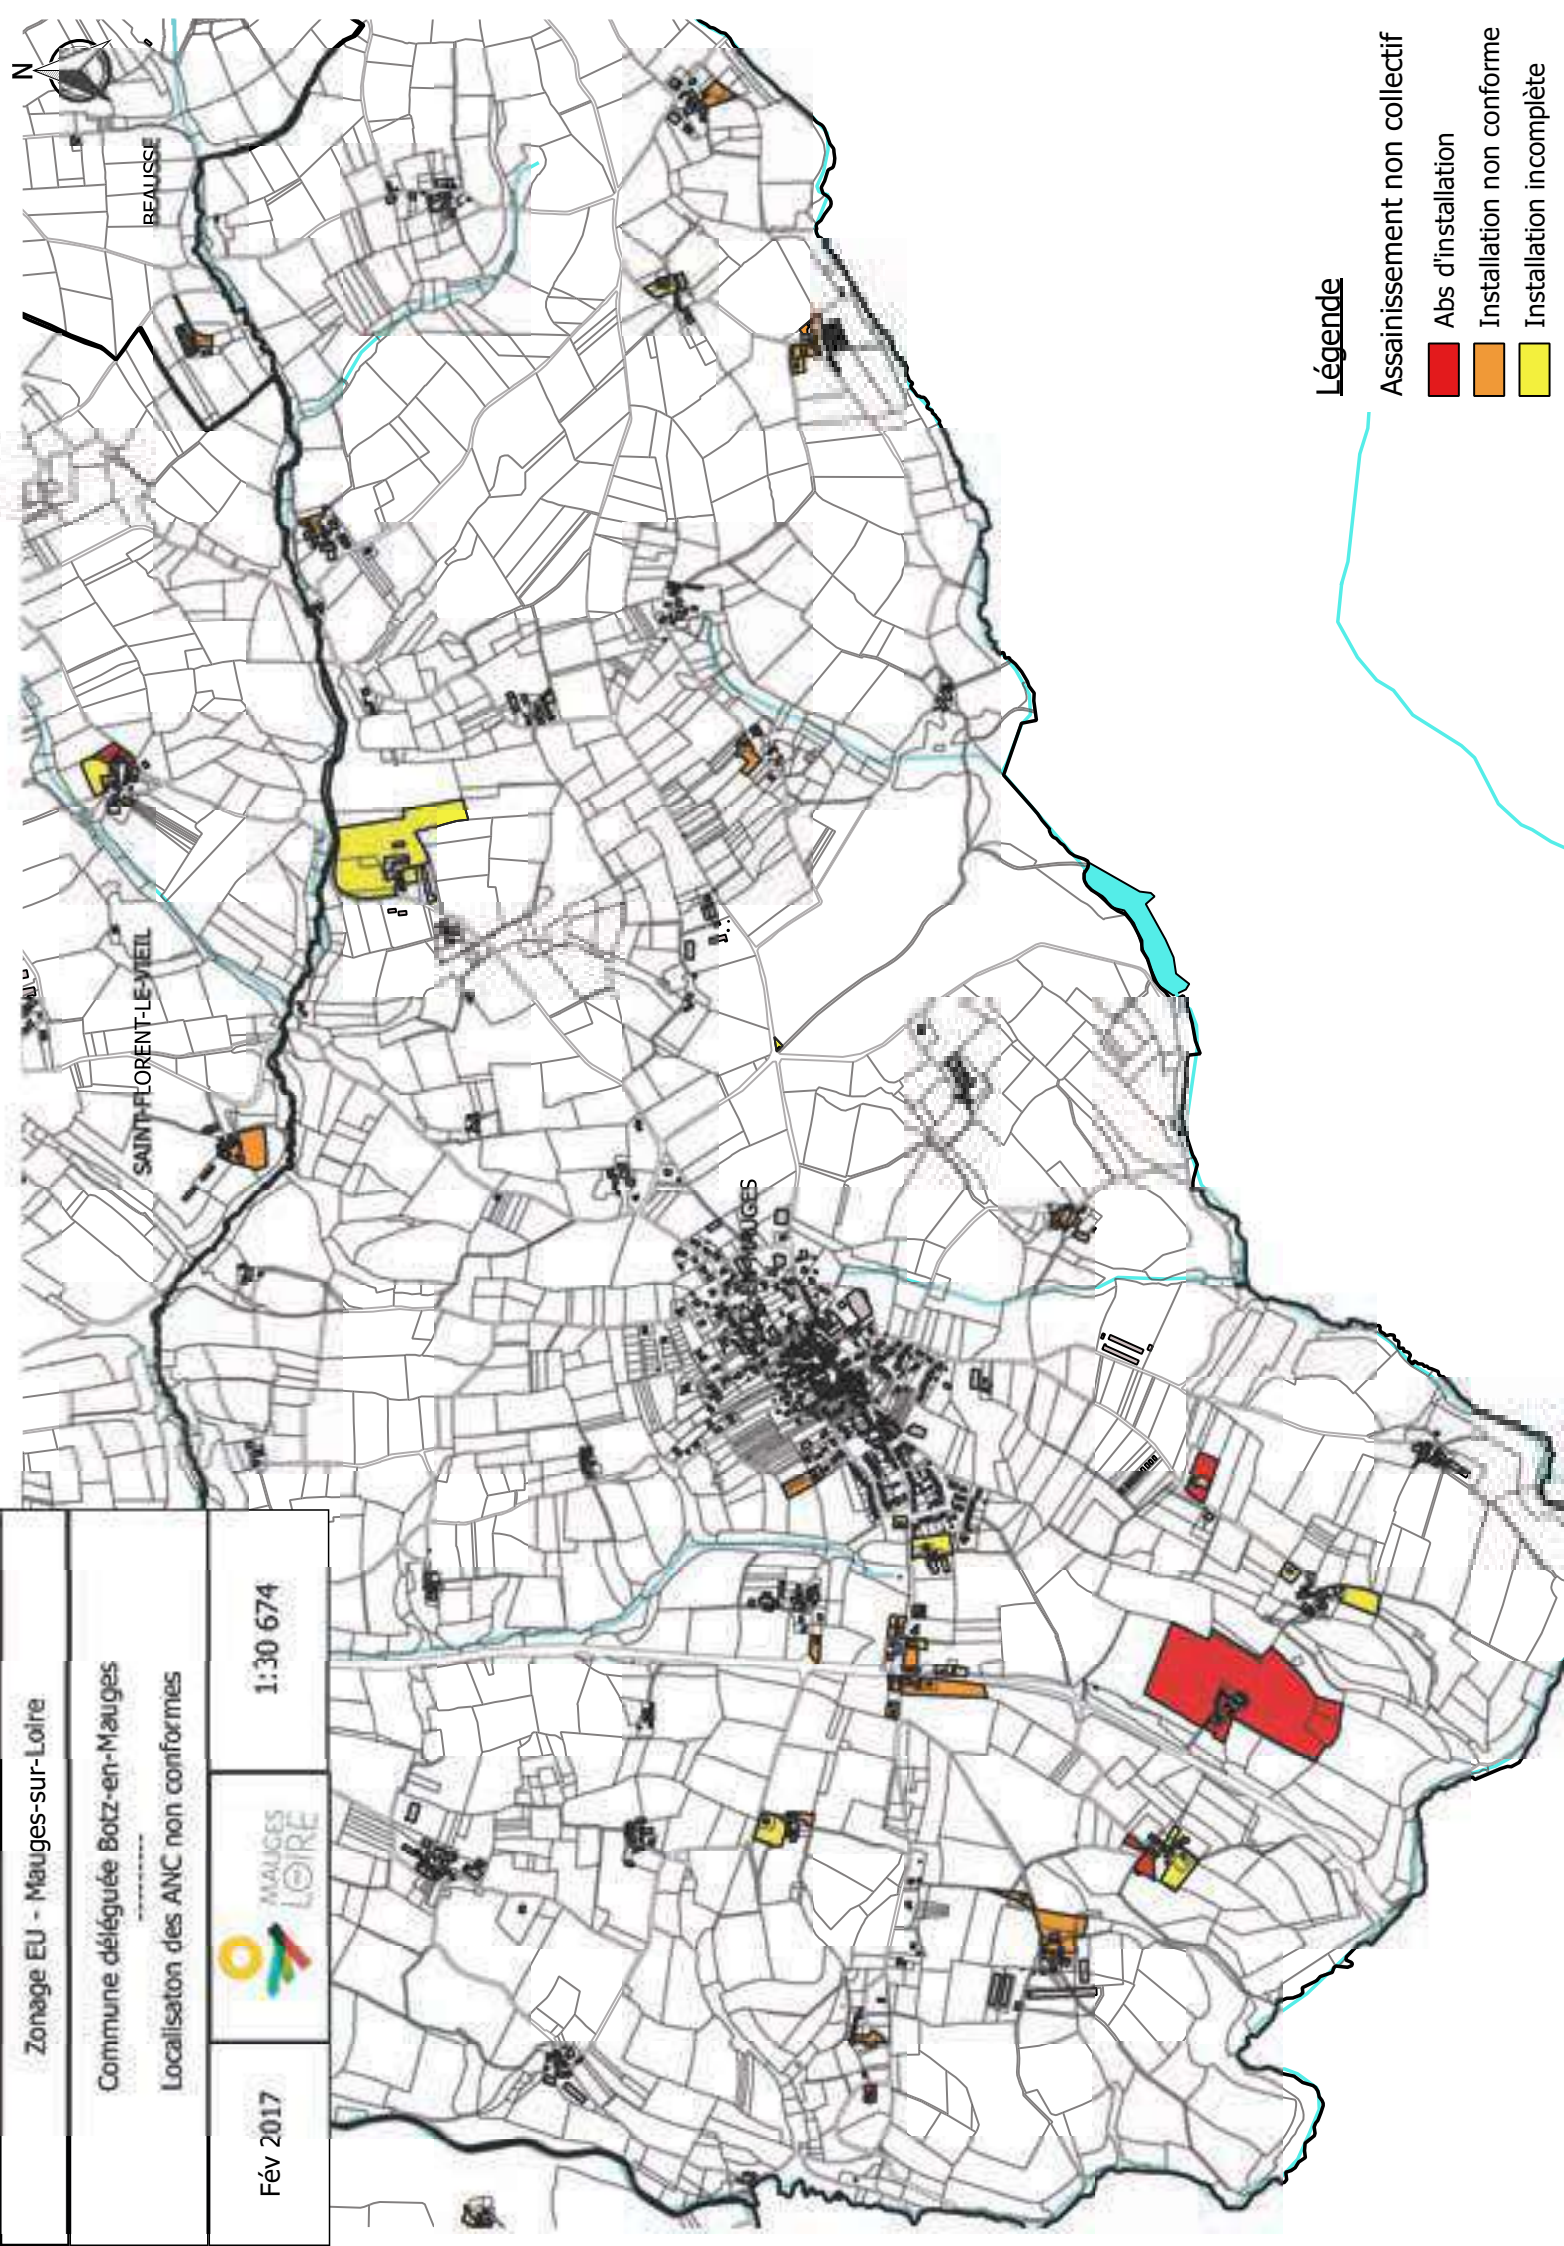 Zonage EU - Mauges-sur-Loire
Commune déléguée Botz-en-Mauges
----------
Localisaton des ANC non conformes
Fév 2017
MAUGES
LOIRE
1:30 674
N
BEAUSSE
SAINT-FLORENT-LE-VIEIL
MAUGES
Légende
Assainissement non collectif
Abs d'installation
Installation non conforme
Installation incomplète